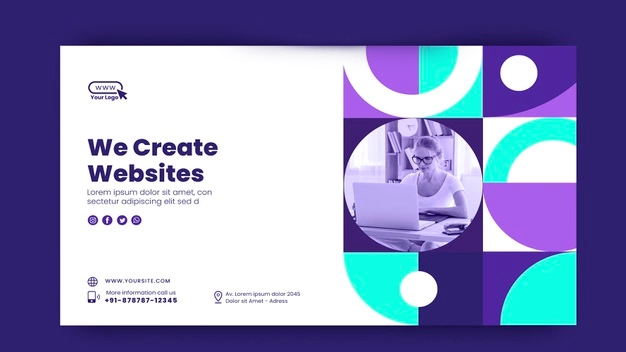 WWW
Your Logo
We Create
Websites
Lorem ipsum dolor sit amet, con
sectetur adipiscing elit sed d
WWW.YOURSITE.COM
More information call us
+91-878787-12345
Av. Lorem ipsum dolor 2045
Dolor sit Amet - Adress